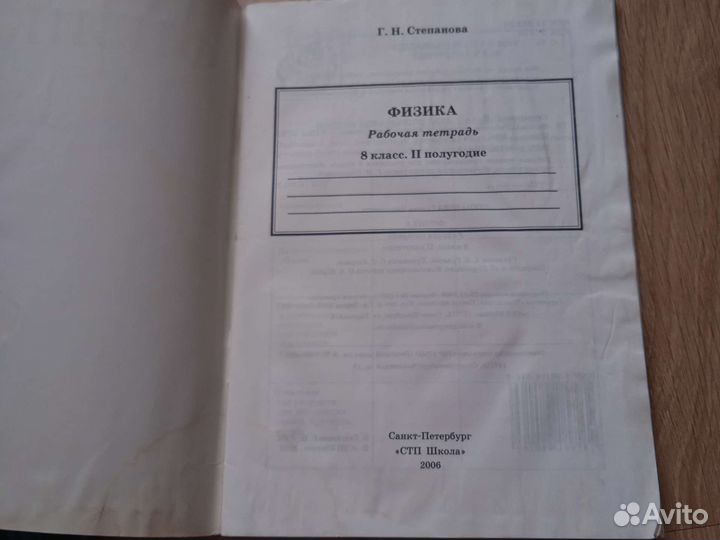 Г. Н. Степанова
ФИЗИКА
Рабочая тетрадь
8 класс. II полугодие
Санкт-Петербург
«СТП Школа»
2006
Avito